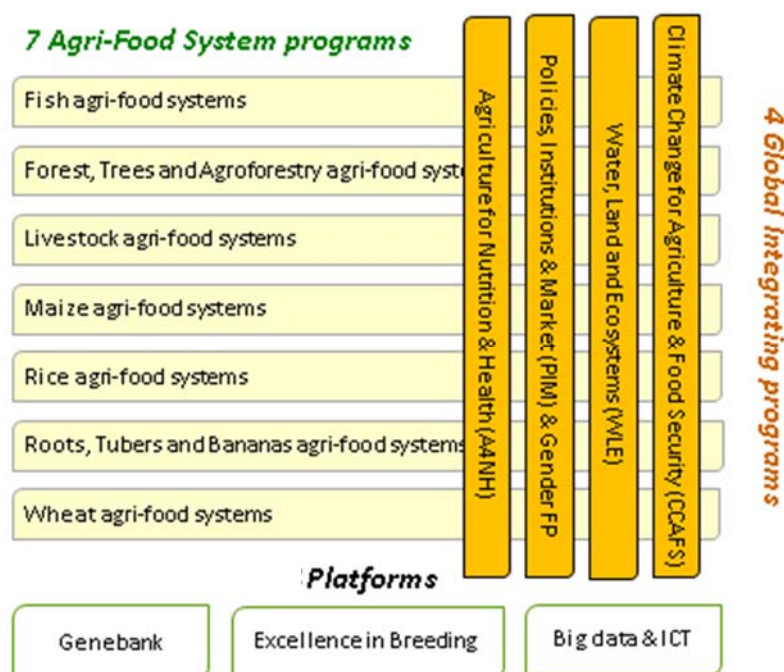 7 Agri-Food System programs
Fish agri-food systems
Forest, Trees and Agroforestry agri-food syste
Livestock agri-food systems
Maize agri-food systems
Rice agri-food systems
Roots, Tubers and Bananas agri-food systems
Wheat agri-food systems
Agriculture for Nutrition & Health (A4NH)
Policies, Institutions & Market (PIM) & Gender FP
Water, Land and Ecosystems (WLE)
Climate Change for Agriculture & Food Security (CCAFS)
4 Global Integrating programs
Platforms
Genebank
Excellence in Breeding
Big data & ICT